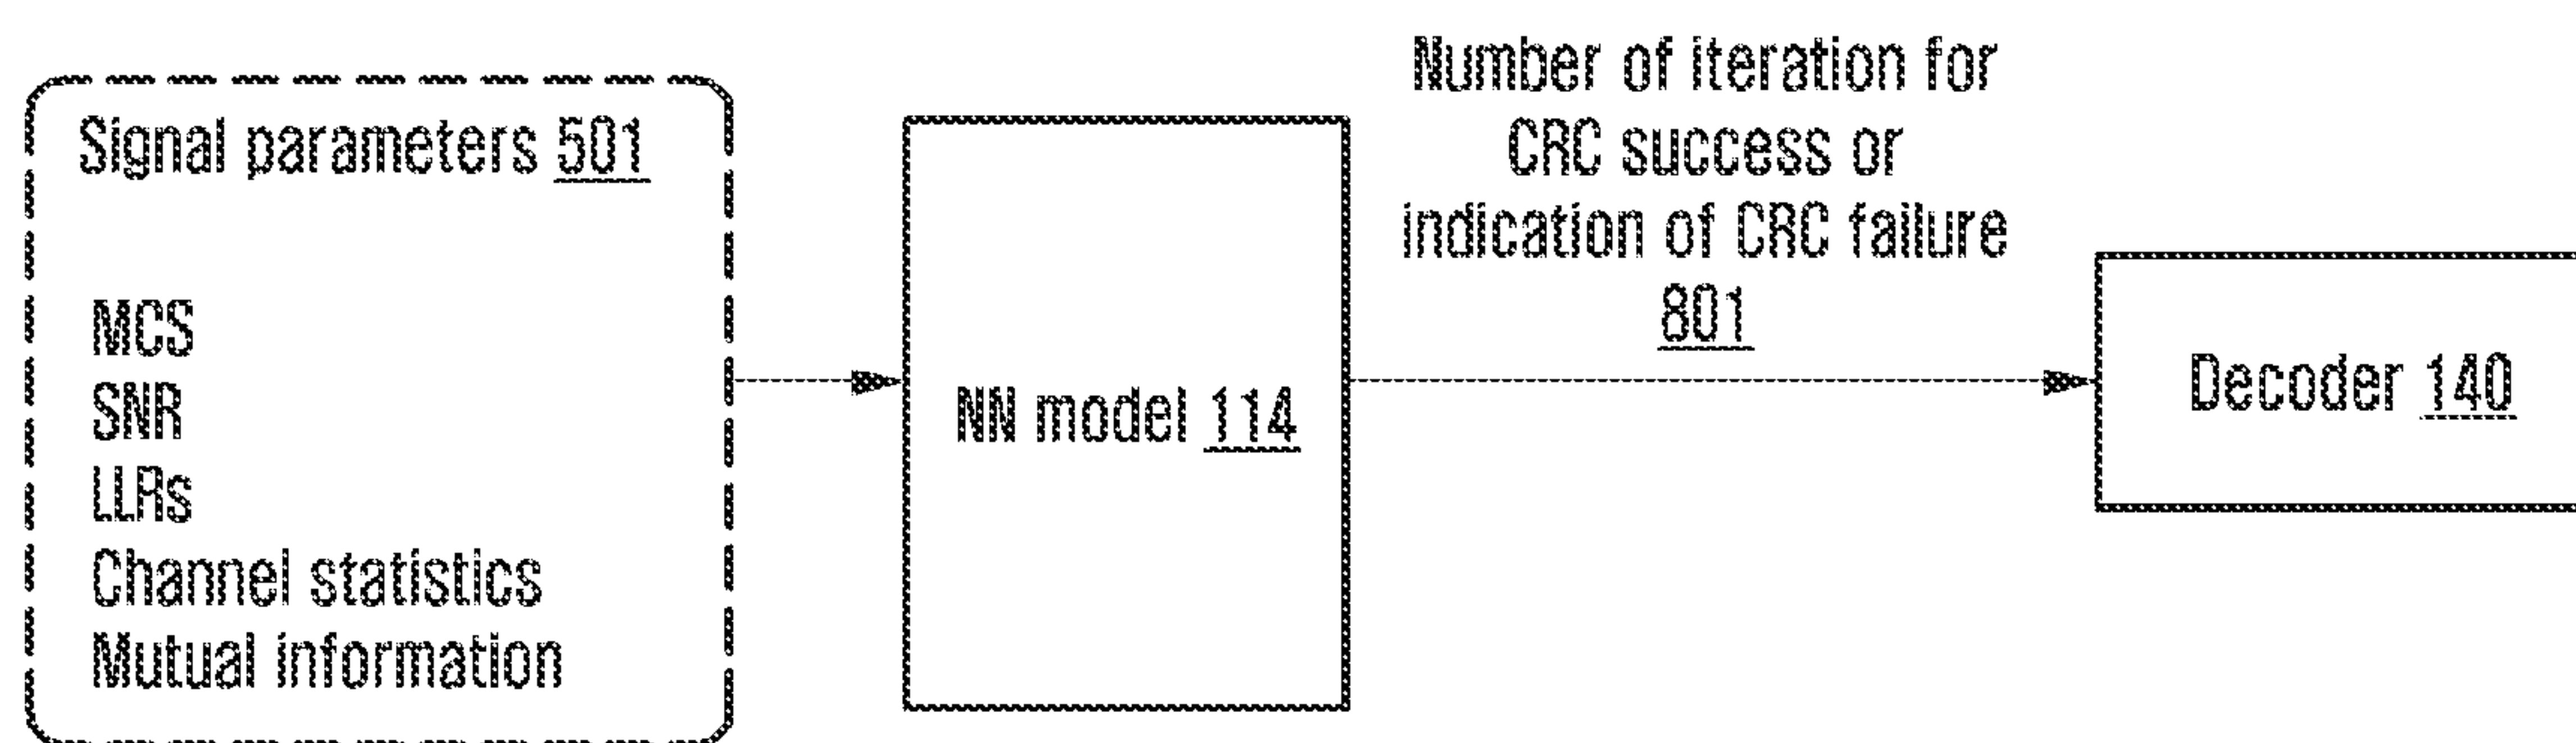 Signal parameters 501
MCS
SNR
LLRs
Channel statistics
Mutual information
NN model 114
Number of iteration for
CRC success or
indication of CRC failure
801
Decoder 140